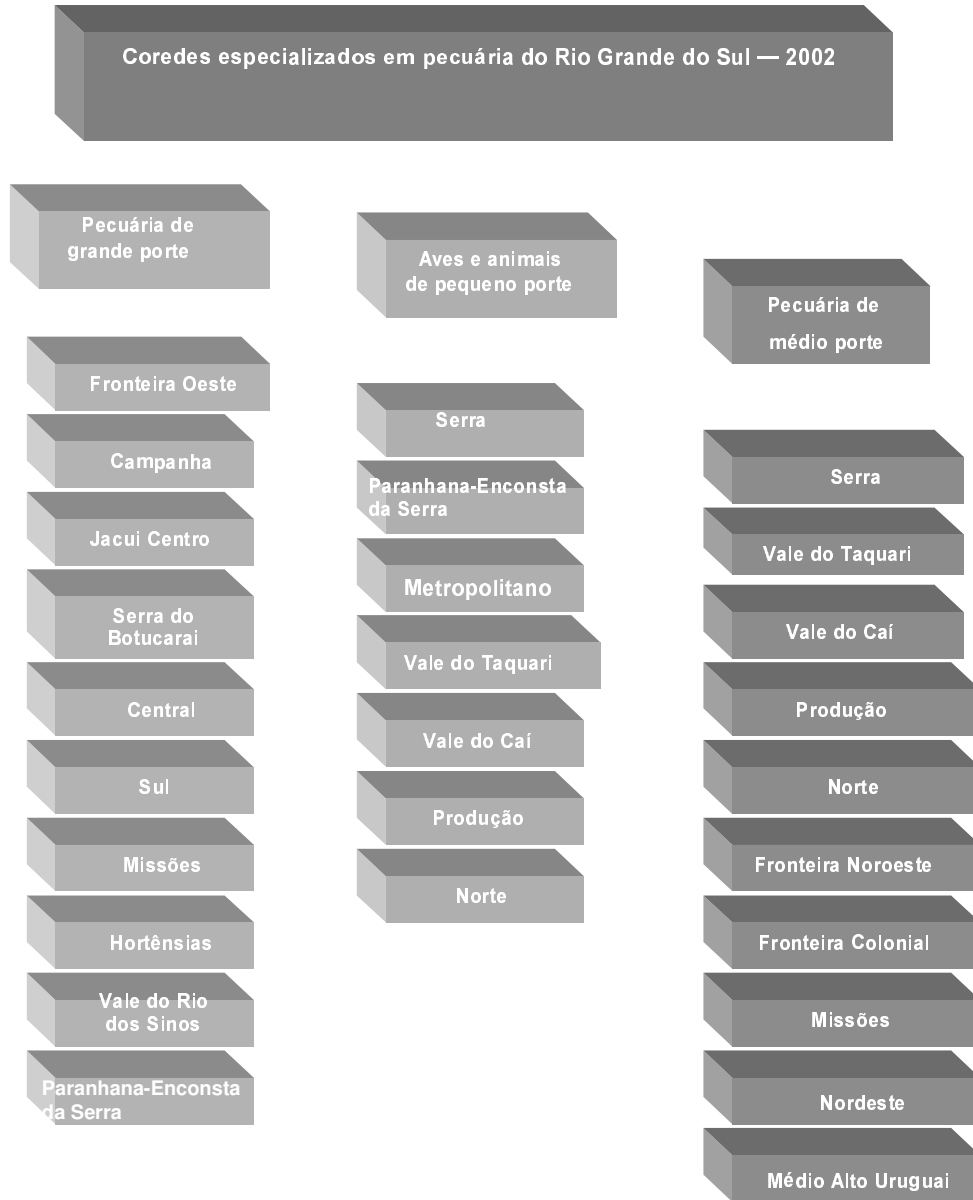 Coredes especializados em pecuária do Rio Grande do Sul — 2002
Pecuária de
grande porte
Fronteira Oeste
Campanha
Jacui Centro
Serra do
Botucarai
Central
Sul
Missões
Hortênsias
Vale do Rio
dos Sinos
Paranhana-Enconsta
da Serra
Aves e animais
de pequeno porte
Serra
Paranhana-Enconsta
da Serra
Metropolitano
Vale do Taquari
Vale do Caí
Produção
Norte
Pecuária de
médio porte
Serra
Vale do Taquari
Vale do Caí
Produção
Norte
Fronteira Noroeste
Fronteira Colonial
Missões
Nordeste
Médio Alto Uruguai